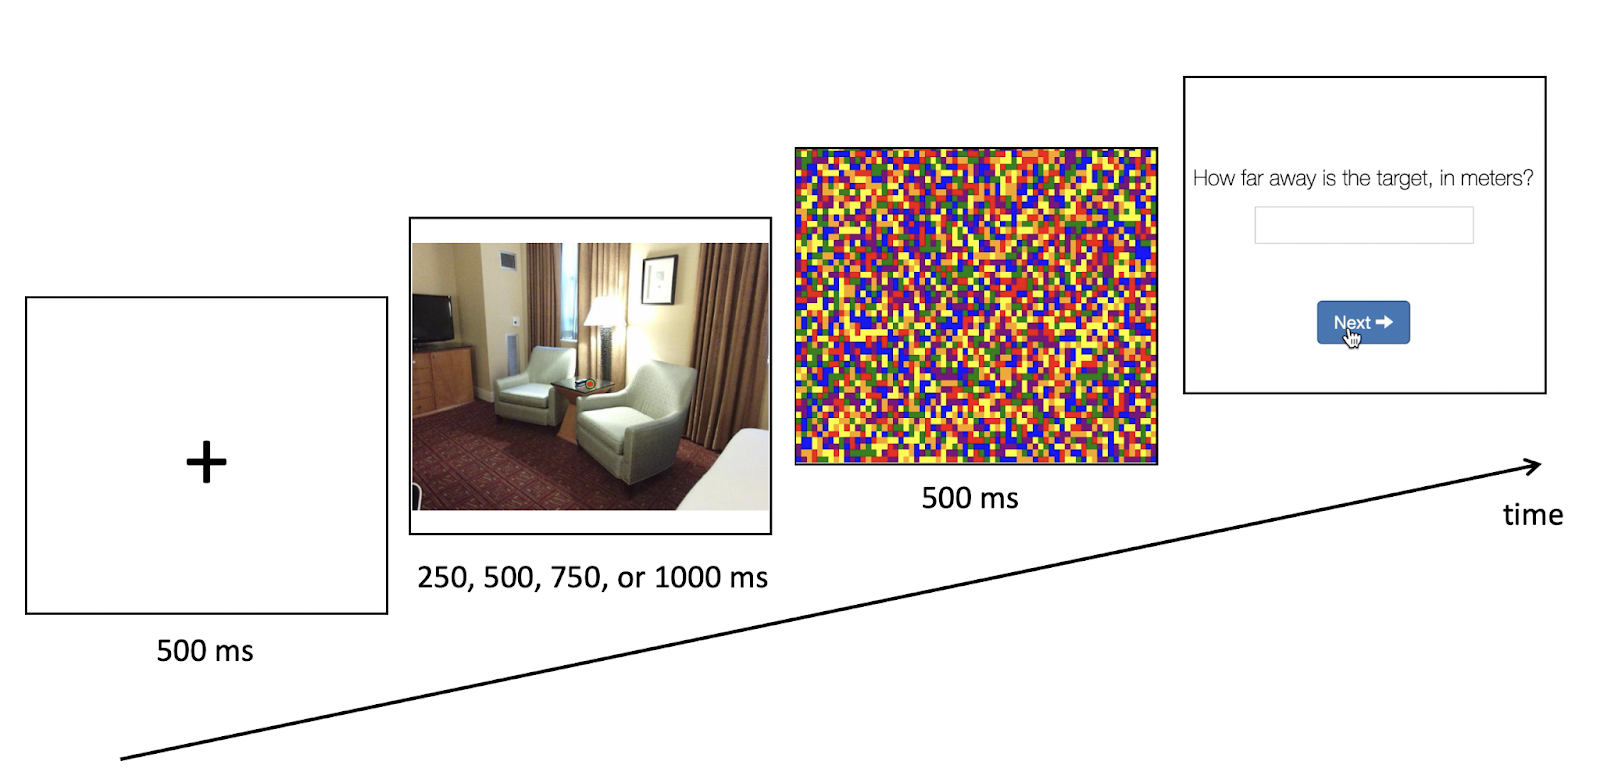 500 ms
250, 500, 750, or 1000 ms
500 ms
How far away is the target, in meters?
Next
time